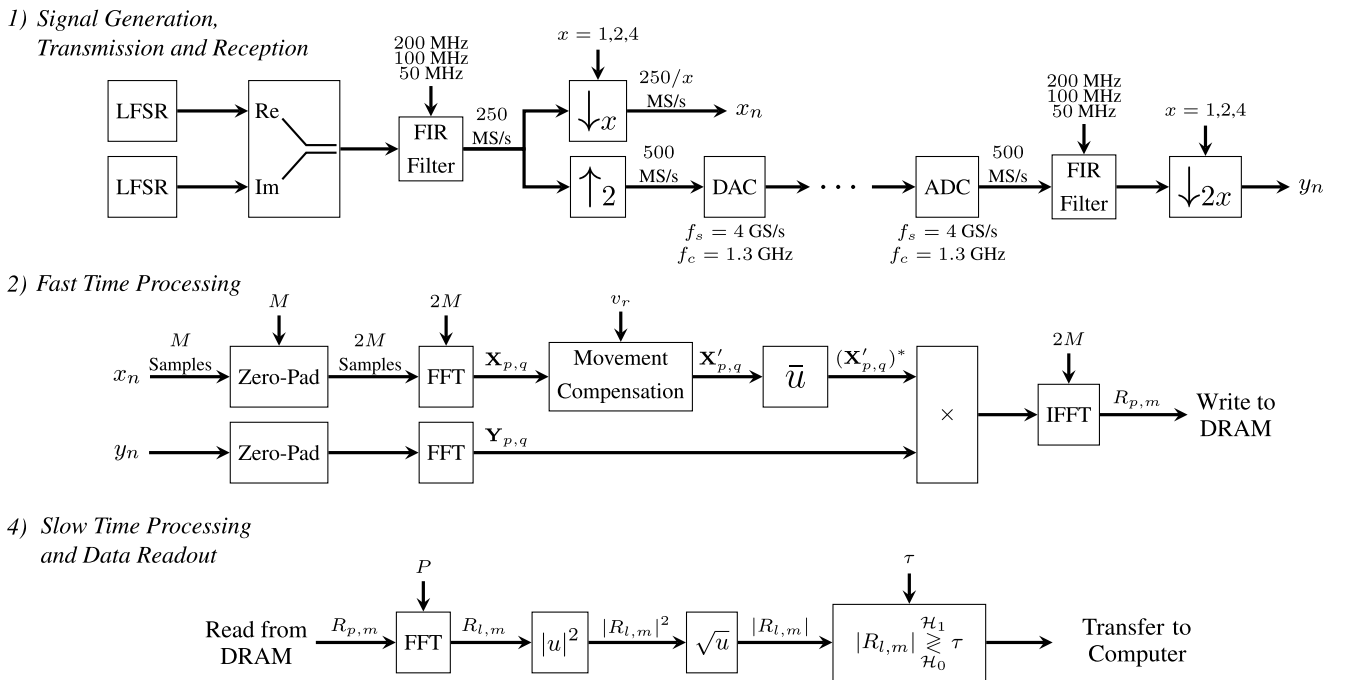 1) Signal Generation,
Transmission and Reception
200 MHz
100 MHz
50 MHz
x = 1,2,4
LFSR
LFSR
Re
Im
FIR
Filter
250
MS/s
↓x
250/x
MS/s
x_n
↑2
500
MS/s
DAC
f_s = 4 GS/s
f_c = 1.3 GHz
· · ·
ADC
f_s = 4 GS/s
f_c = 1.3 GHz
500
MS/s
200 MHz
100 MHz
50 MHz
FIR
Filter
x = 1,2,4
↓2x
y_n
2) Fast Time Processing
x_n
M
Samples
M
Zero-Pad
2M
Samples
2M
FFT
X_{p,q}
v_r
Movement
Compensation
X'_{p,q}
ū
(X'_{p,q})*
y_n
Zero-Pad
FFT
Y_{p,q}
×
2M
IFFT
R_{p,m}
Write to
DRAM
4) Slow Time Processing
and Data Readout
Read from
DRAM
R_{p,m}
P
FFT
R_{l,m}
|u|²
|R_{l,m}|²
√u
|R_{l,m}|
τ
H_1
|R_{l,m}| ≷ τ
H_0
Transfer to
Computer